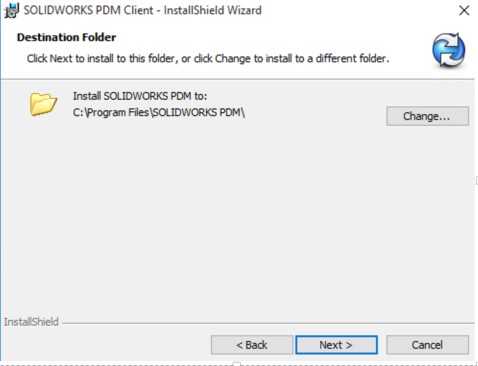 SOLIDWORKS PDM Client - InstallShield Wizard
Destination Folder
Click Next to install to this folder, or click Change to install to a different folder.
Install SOLIDWORKS PDM to:
C:\Program Files\SOLIDWORKS PDM\
Change...
InstallShield
< Back
Next >
Cancel